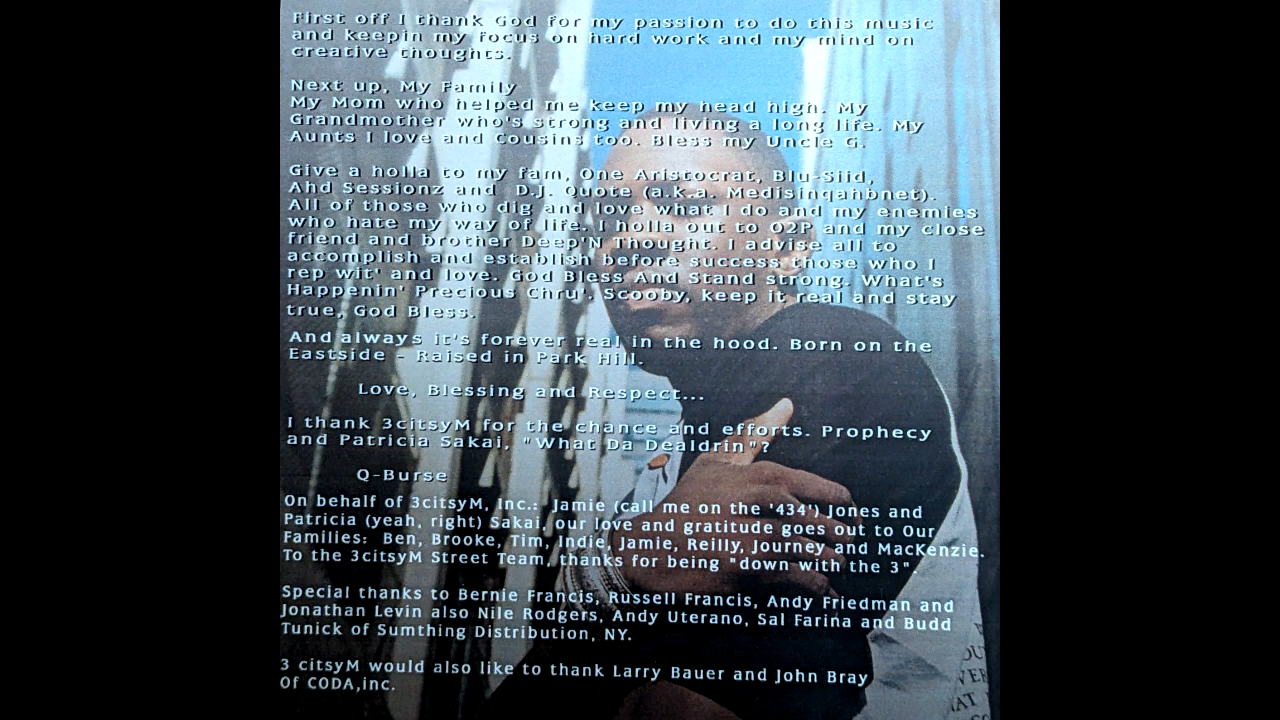 First off I thank God for my passion to do this music
and keepin my focus on hard work and my mind on
creative thoughts.
Next up, My Family
My Mom who helped me keep my head high. My
Grandmother who's strong and living a long life. My
Aunts I love and Cousins too. Bless my Uncle G.
Give a holla to my fam, One Aristocrat, Blu-Siid,
Ahd Sessionz and D.J. Quote (a.k.a. Medisinqahbnet).
All of those who dig and love what I do and my enemies
who hate my way of life. I holla out to O2P and my close
friend and brother Deep'N Thought. I advise all to
accomplish and establish before success those who I
rep wit' and love. God Bless And Stand strong. What's
Happenin' Precious Chru'. Scooby, keep it real and stay
true, God Bless.
And always it's forever real in the hood. Born on the
Eastside - Raised in Park Hill.
Love, Blessing and Respect...
I thank 3citsyM for the chance and efforts. Prophecy
and Patricia Sakai, "What Da Dealdrin"?
Q-Burse
On behalf of 3citsyM, Inc.: Jamie (call me on the '434') Jones and
Patricia (yeah, right) Sakai, our love and gratitude goes out to Our
Families: Ben, Brooke, Tim, Indie, Jamie, Reilly, Journey and MacKenzie.
To the 3citsyM Street Team, thanks for being "down with the 3".
Special thanks to Bernie Francis, Russell Francis, Andy Friedman and
Jonathan Levin also Nile Rodgers, Andy Uterano, Sal Farina and Budd
Tunick of Sumthing Distribution, NY.
3 citsyM would also like to thank Larry Bauer and John Bray
Of CODA,inc.